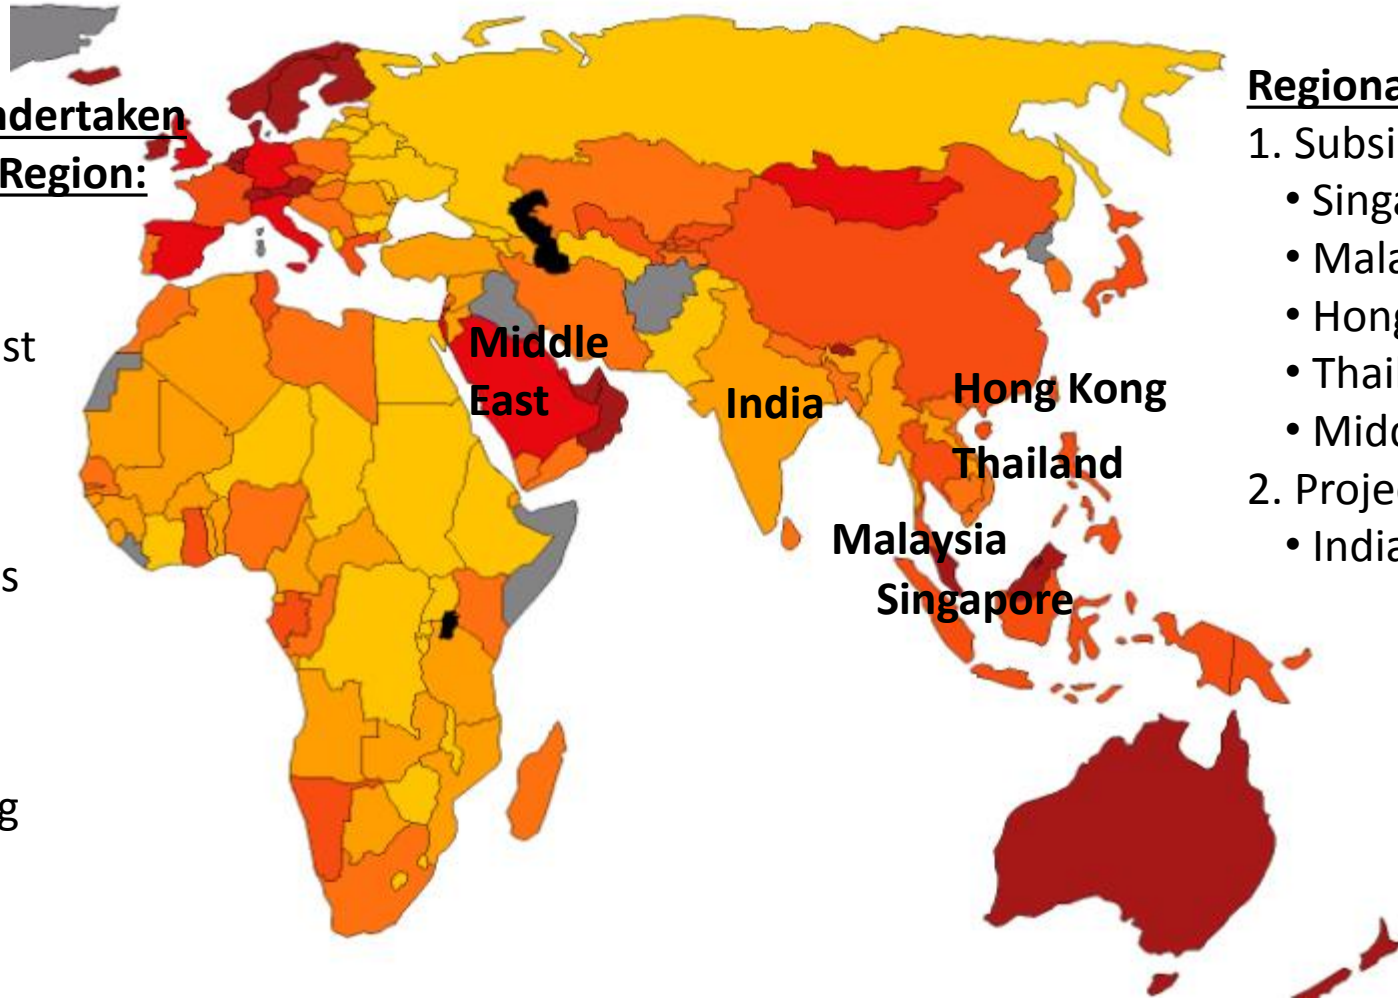 ndertaken
Region:
st
s
g
Middle
East
India
Hong Kong
Thailand
Malaysia
Singapore
Regiona
1. Subsi
• Singa
• Mala
• Hong
• Thai
• Midd
2. Projec
• India